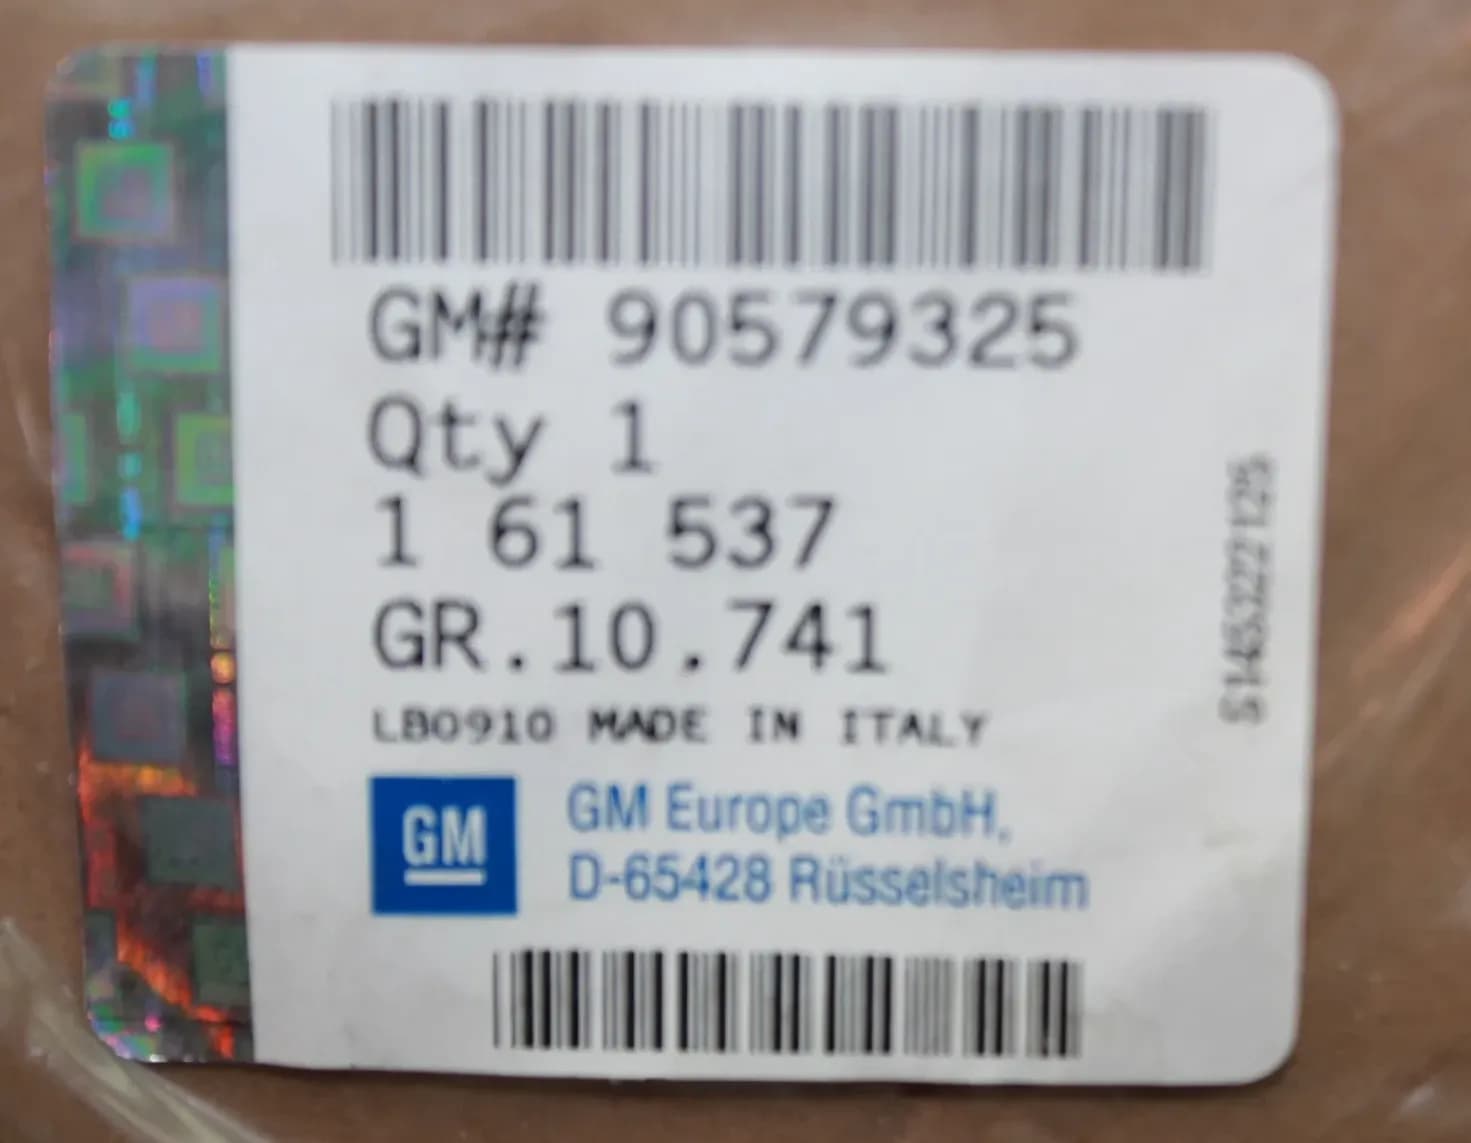 GM# 90579325
Qty 1
1 61 537
GR.10.741
LB0910 MADE IN ITALY
GM
GM Europe GmbH,
D-65428 Rüsselsheim
S145322125